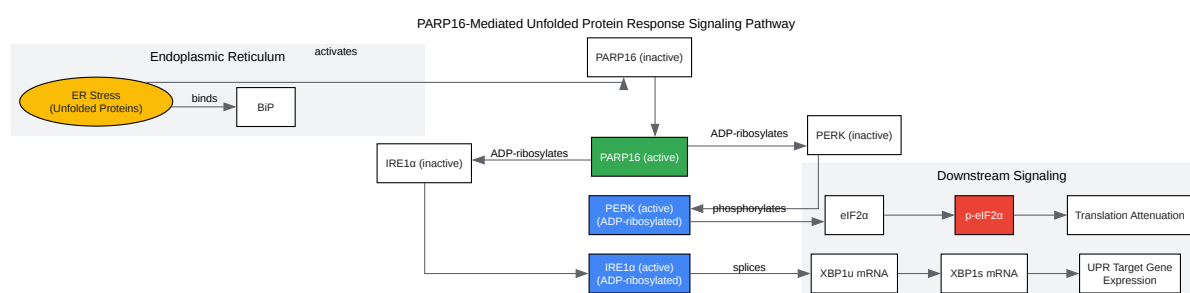 PARP16-Mediated Unfolded Protein Response Signaling Pathway
Endoplasmic Reticulum
activates
PARP16 (inactive)
ER Stress
(Unfolded Proteins)
binds
BiP
ADP-ribosylates
PERK (inactive)
IRE1α (inactive)
ADP-ribosylates
PARP16 (active)
Downstream Signaling
PERK (active)
(ADP-ribosylated)
phosphorylates
eIF2α
p-eIF2α
Translation Attenuation
IRE1α (active)
(ADP-ribosylated)
splices
XBP1u mRNA
XBP1s mRNA
UPR Target Gene
Expression